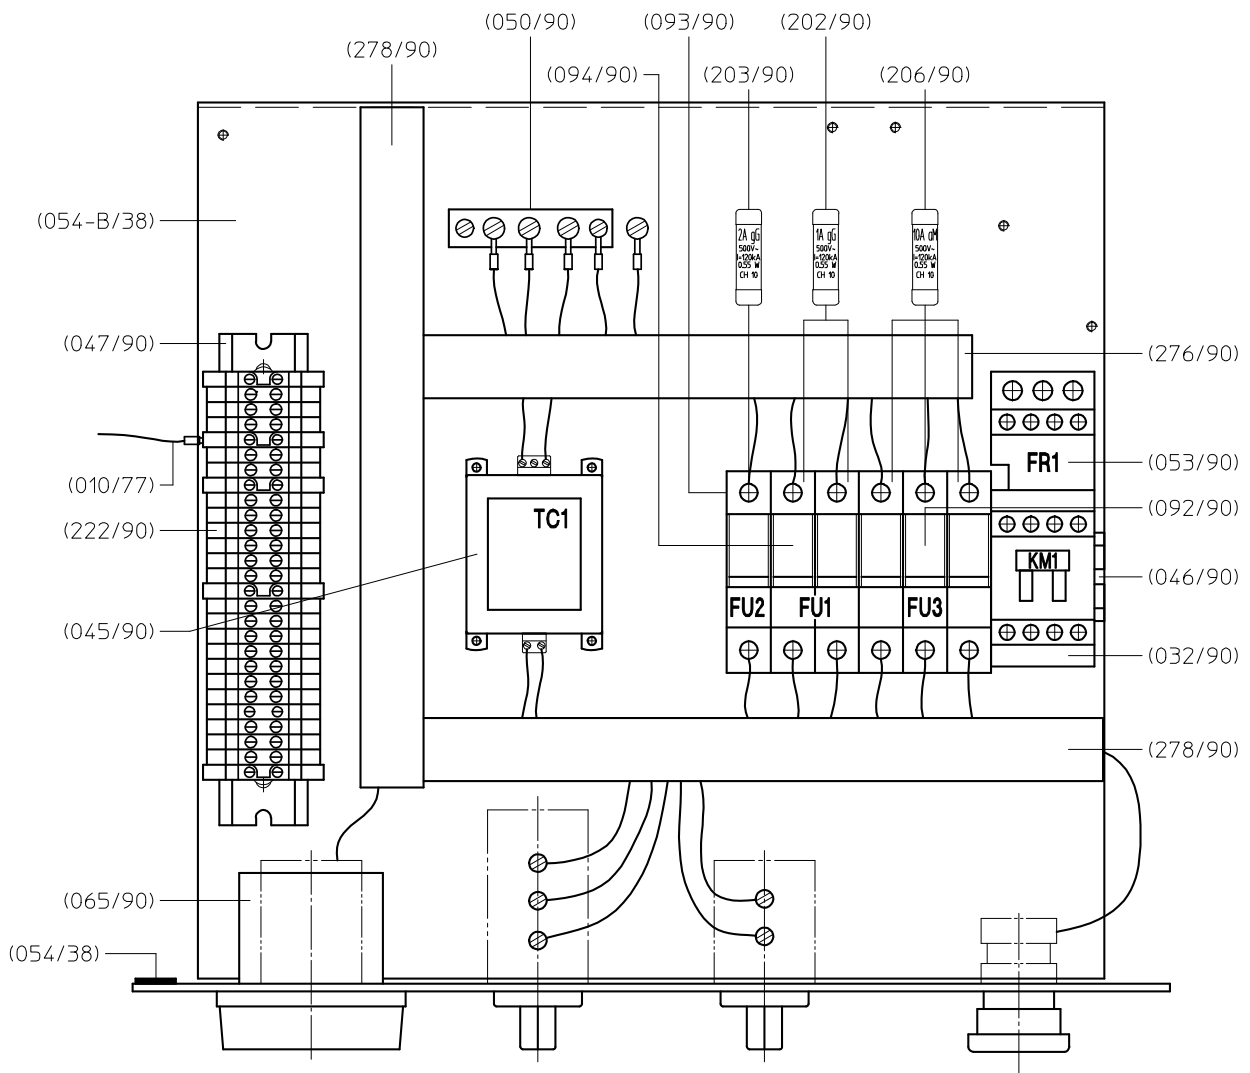 (050/90)
(093/90)
(202/90)
(278/90)
(094/90)
(203/90)
(206/90)
(054-B/38)
2A gG
500V~
I=120kA
0.55 W
CH 10
1A gG
500V~
I=120kA
0.55 W
CH 10
10A aM
500V~
I=120kA
0.55 W
CH 10
(047/90)
(276/90)
(010/77)
FR1
(053/90)
(222/90)
TC1
(092/90)
KM1
(046/90)
(045/90)
FU2
FU1
FU3
(032/90)
(278/90)
(065/90)
(054/38)